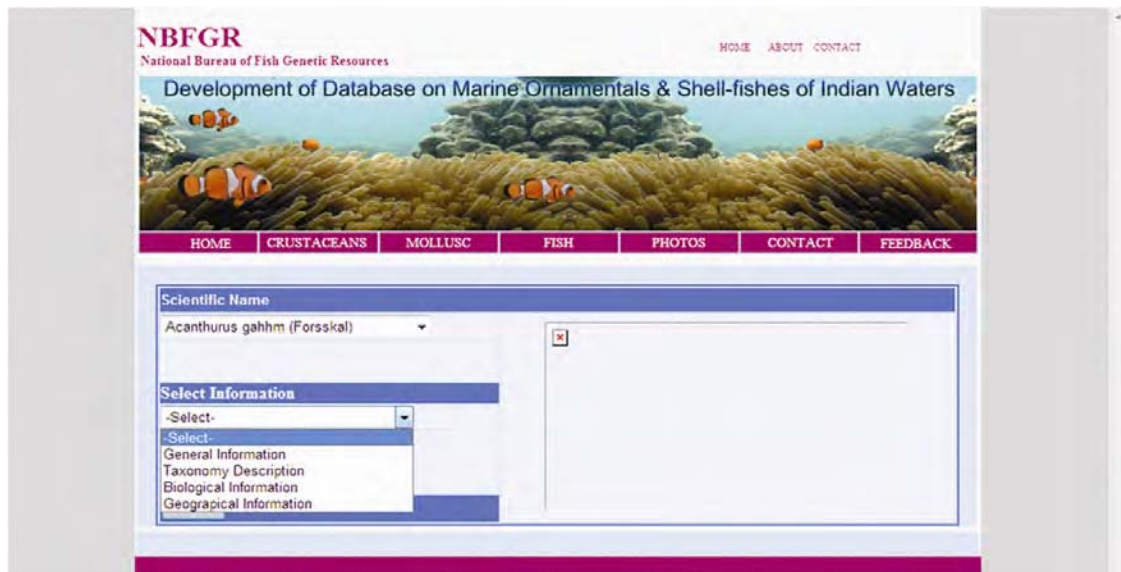 NBFGR
National Bureau of Fish Genetic Resources
HOME ABOUT CONTACT
Development of Database on Marine Ornamentals & Shell-fishes of Indian Waters
HOME CRUSTACEANS MOLLUSC FISH PHOTOS CONTACT FEEDBACK
Scientific Name
Acanthurus gahhm (Forsskal)
Select Information
-Select-
-Select-
General Information
Taxonomy Description
Biological Information
Geograpical Information